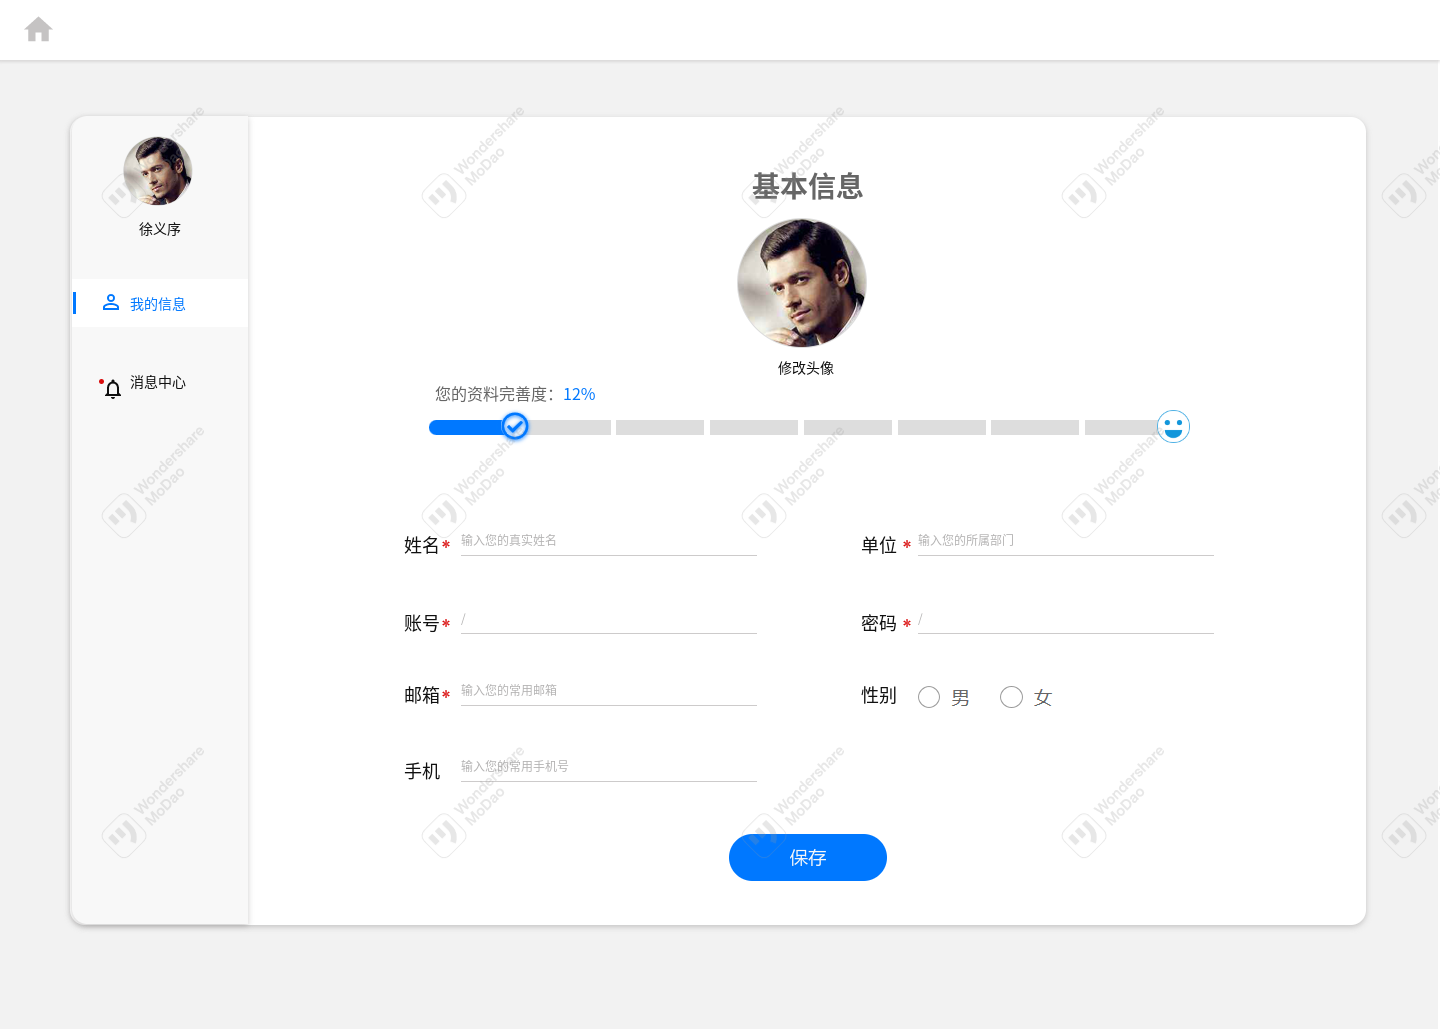 徐义序
我的信息
消息中心
基本信息
修改头像
您的资料完善度：12%
姓名* 输入您的真实姓名
单位 * 输入您的所属部门
账号* /
密码 * /
邮箱* 输入您的常用邮箱
性别 男 女
手机 输入您的常用手机号
保存
Wondershare
MoDao